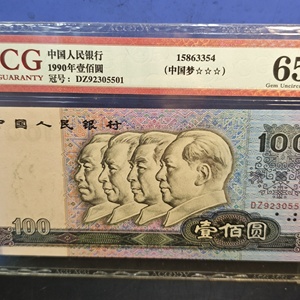 CG
GUARANTY
中国人民银行
1990年壹佰圆
冠号：DZ92305501
15863354
(中国梦☆☆☆)
65
Gem Uncirc
中国人民银行
100
DZ9230550
100
壹佰圆